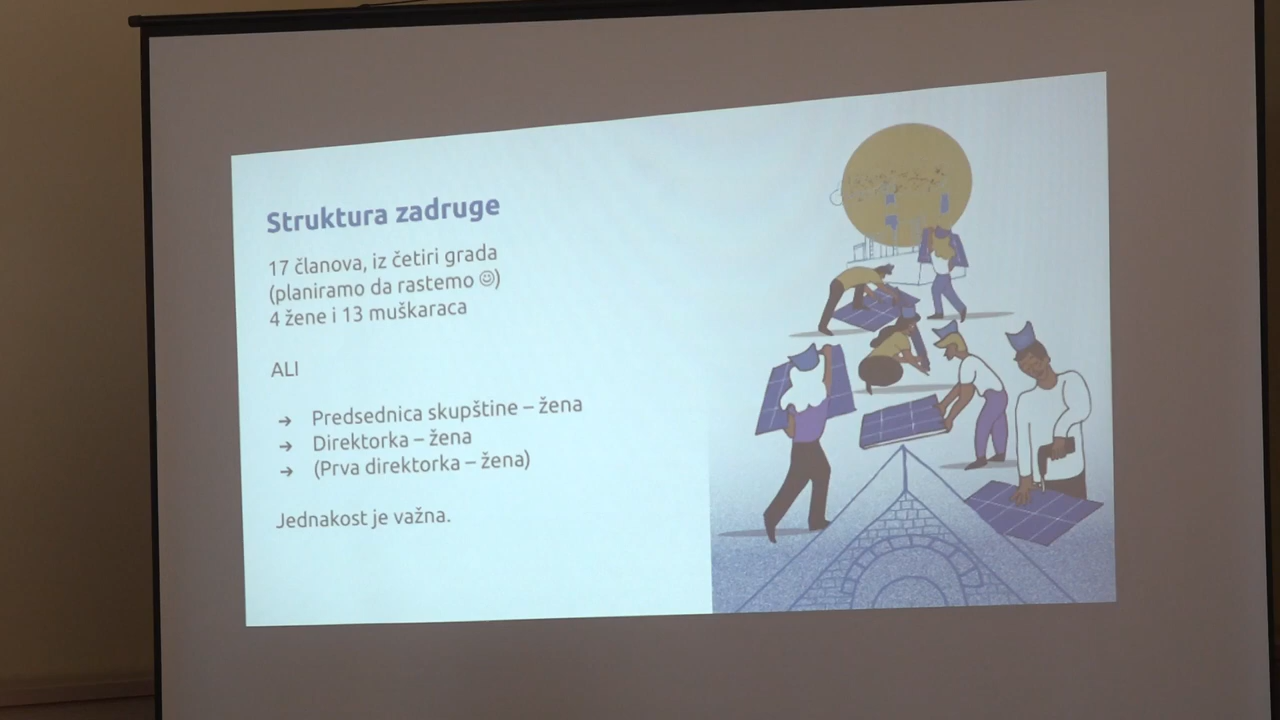 Struktura zadruge
17 članova, iz četiri grada
(planiramo da rastemo ☺)
4 žene i 13 muškaraca
ALI
→ Predsednica skupštine – žena
→ Direktorka – žena
→ (Prva direktorka – žena)
Jednakost je važna.